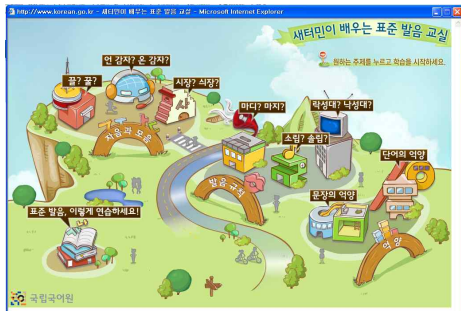 http://www.korean.go.kr - 새터민이 배우는 표준 발음 교실 - Microsoft Internet Explorer
새터민이 배우는 표준 발음 교실
원하는 주제를 누르고 학습을 시작하세요.
언 감자? 온 감자?
끌? 꿀?
시장? 싀장?
자음과 모음
마디? 마지?
락성대? 낙성대?
소림? 솔림?
발음 규칙
단어의 억양
문장의 억양
억양
표준 발음, 이렇게 연습하세요!
국립국어원